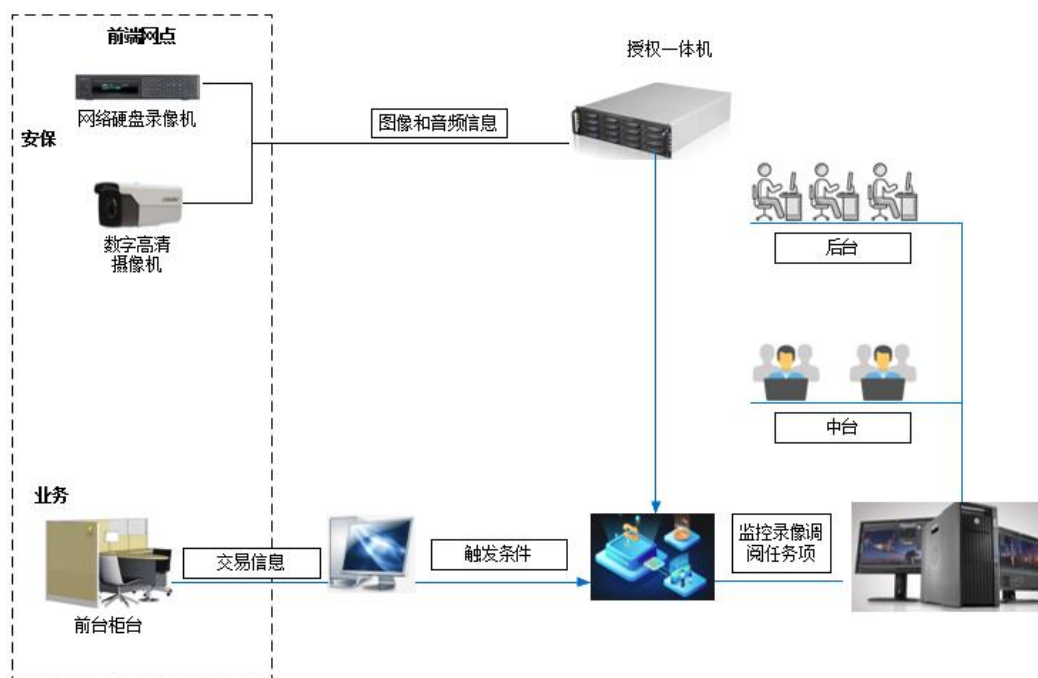 前端网点
授权一体机
网络硬盘录像机
图像和音频信息
安保
数字高清
摄像机
后台
中台
业务
监控录像调
阅任务项
交易信息
触发条件
前台柜台